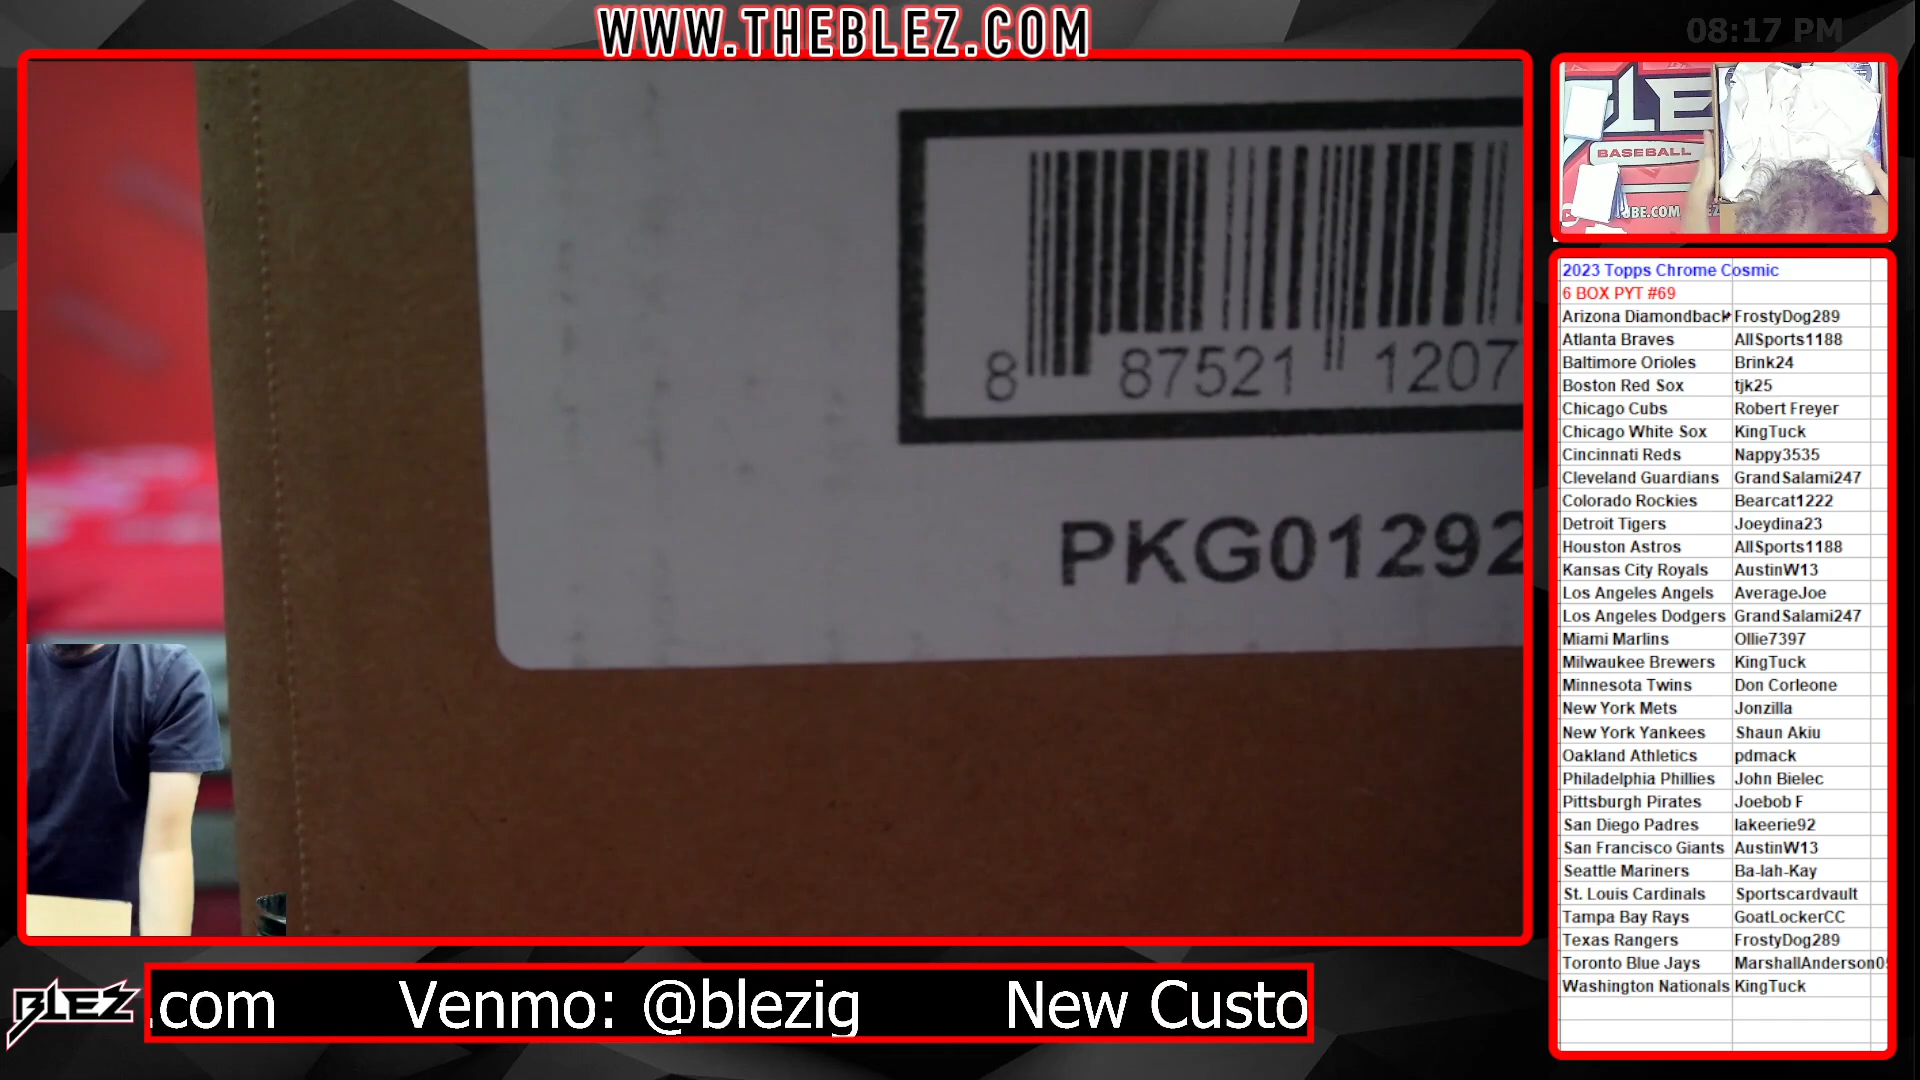 WWW.THEBLEZ.COM
08:17 PM
8 87521 1207
PKG01292
BASEBALL
2023 Topps Chrome Cosmic
6 BOX PYT #69
Arizona Diamondback FrostyDog289
Atlanta Braves AllSports1188
Baltimore Orioles Brink24
Boston Red Sox tjk25
Chicago Cubs Robert Freyer
Chicago White Sox KingTuck
Cincinnati Reds Nappy3535
Cleveland Guardians GrandSalami247
Colorado Rockies Bearcat1222
Detroit Tigers Joeydina23
Houston Astros AllSports1188
Kansas City Royals AustinW13
Los Angeles Angels AverageJoe
Los Angeles Dodgers GrandSalami247
Miami Marlins Ollie7397
Milwaukee Brewers KingTuck
Minnesota Twins Don Corleone
New York Mets Jonzilla
New York Yankees Shaun Akiu
Oakland Athletics pdmack
Philadelphia Phillies John Bielec
Pittsburgh Pirates Joebob F
San Diego Padres lakeerie92
San Francisco Giants AustinW13
Seattle Mariners Ba-lah-Kay
St. Louis Cardinals Sportscardvault
Tampa Bay Rays GoatLockerCC
Texas Rangers FrostyDog289
Toronto Blue Jays MarshallAnderson0
Washington Nationals KingTuck
BLEZ
.com Venmo: @blezig New Custo